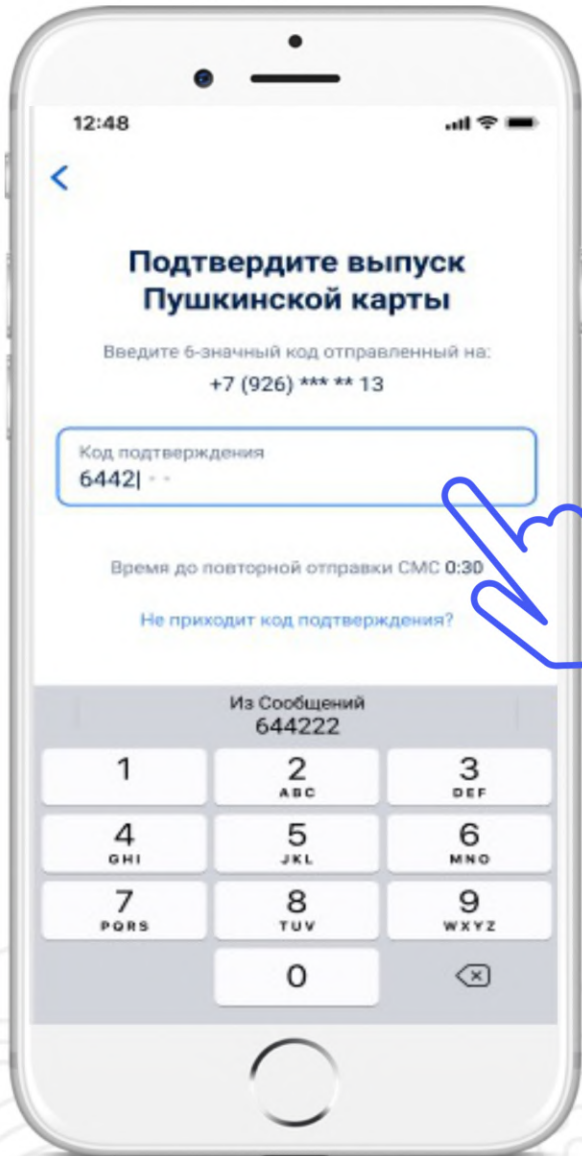 12:48
Подтвердите выпуск
Пушкинской карты
Введите 6-значный код отправленный на:
+7 (926) *** ** 13
Код подтверждения
6442| - -
Время до повторной отправки СМС 0:30
Не приходит код подтверждения?
Из Сообщений
644222
1 2 3
ABC DEF
4 5 6
GHI JKL MNO
7 8 9
PQRS TUV WXYZ
0